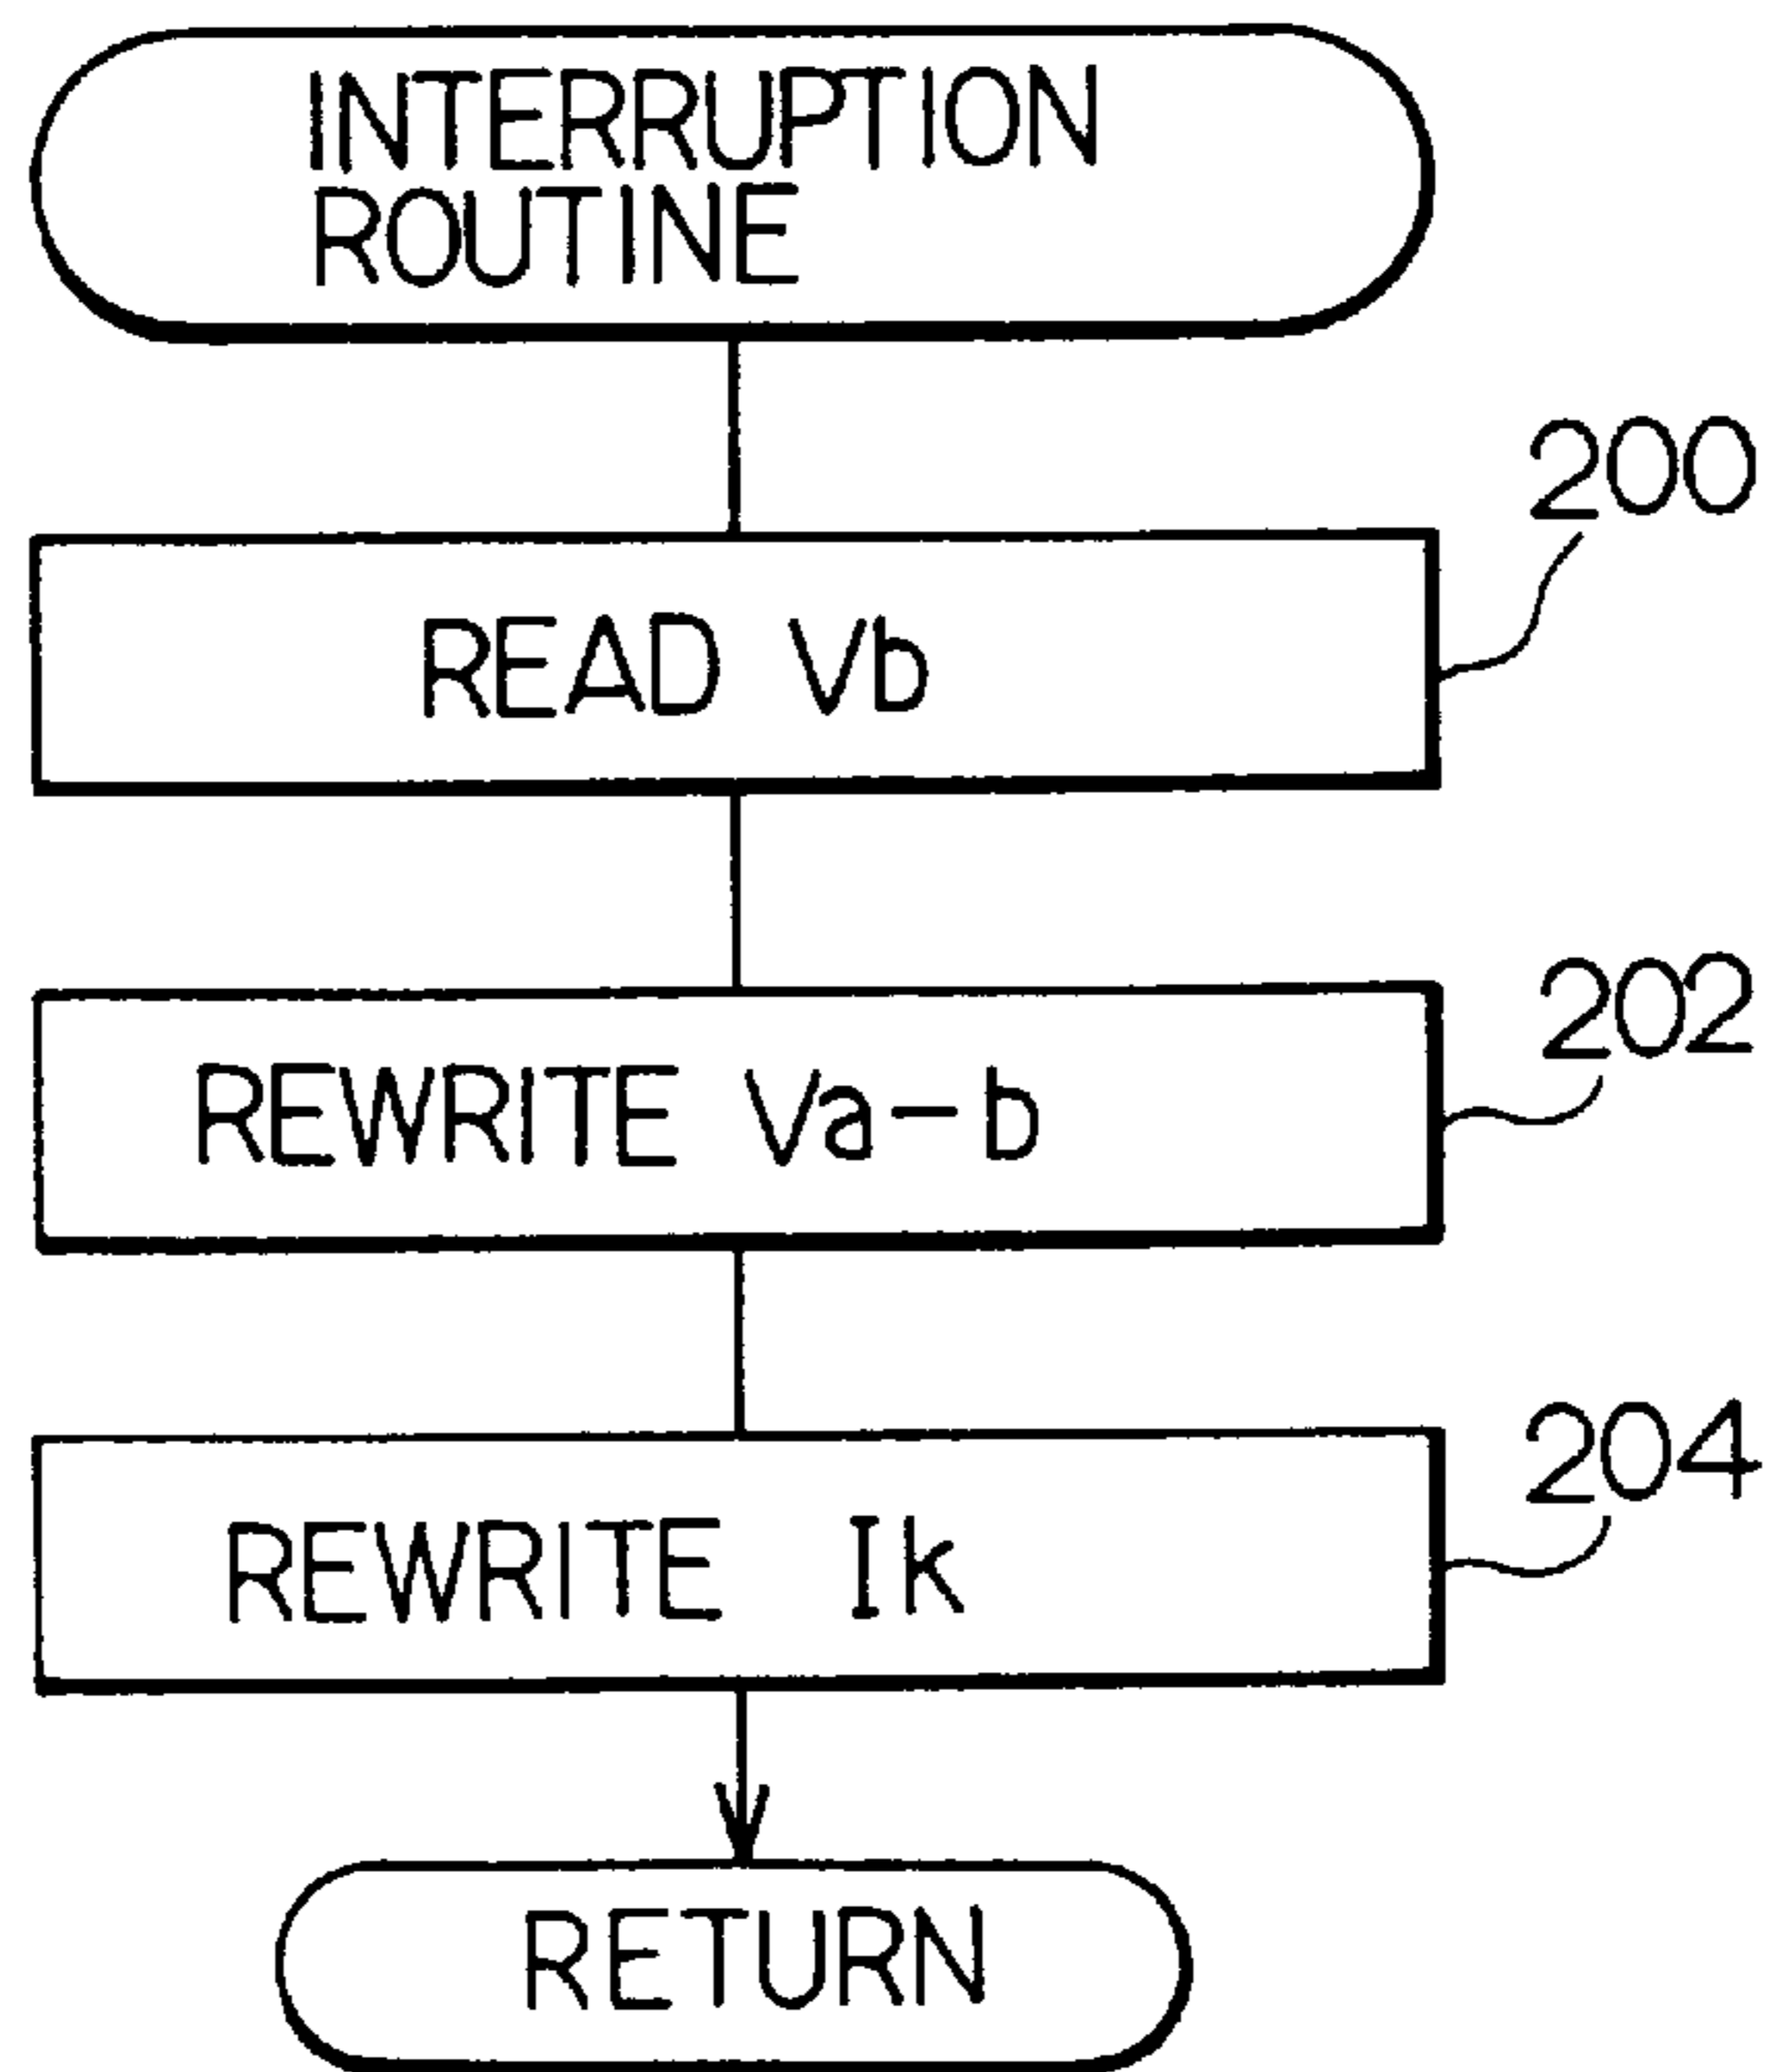 INTERRUPTION
ROUTINE
200
READ Vb
202
REWRITE Va-b
204
REWRITE Ik
RETURN